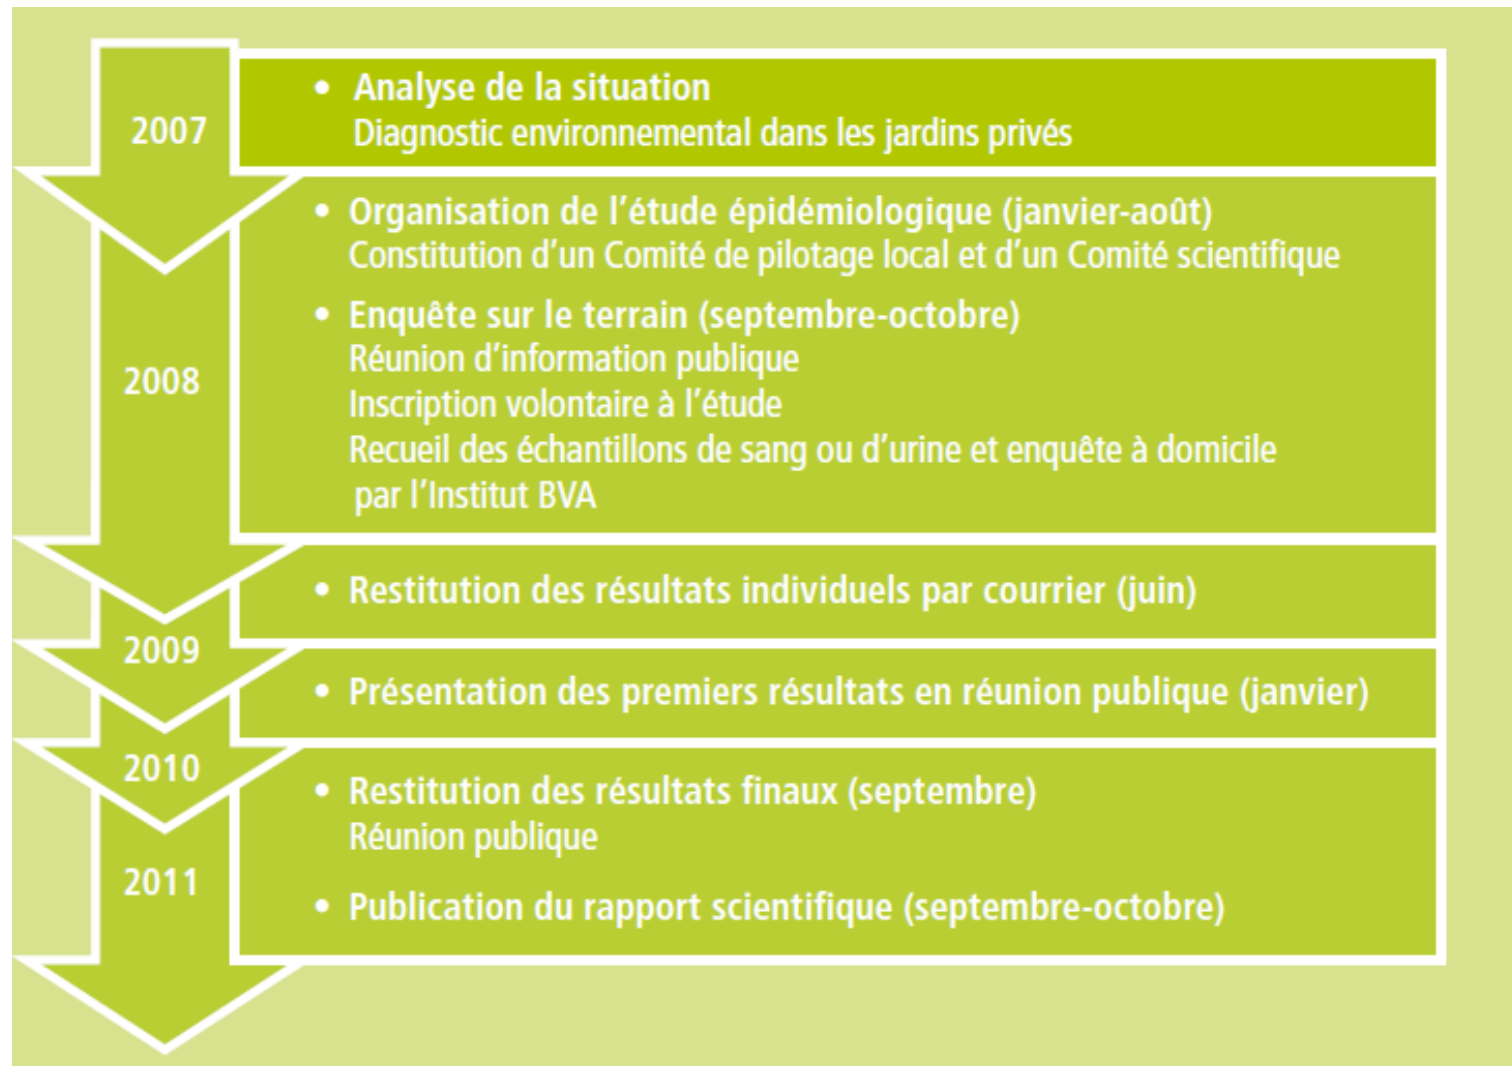 2007
• Analyse de la situation
Diagnostic environnemental dans les jardins privés
2008
• Organisation de l’étude épidémiologique (janvier-août)
Constitution d’un Comité de pilotage local et d’un Comité scientifique
• Enquête sur le terrain (septembre-octobre)
Réunion d’information publique
Inscription volontaire à l’étude
Recueil des échantillons de sang ou d’urine et enquête à domicile
par l’Institut BVA
2009
• Restitution des résultats individuels par courrier (juin)
2010
• Présentation des premiers résultats en réunion publique (janvier)
2011
• Restitution des résultats finaux (septembre)
Réunion publique
• Publication du rapport scientifique (septembre-octobre)